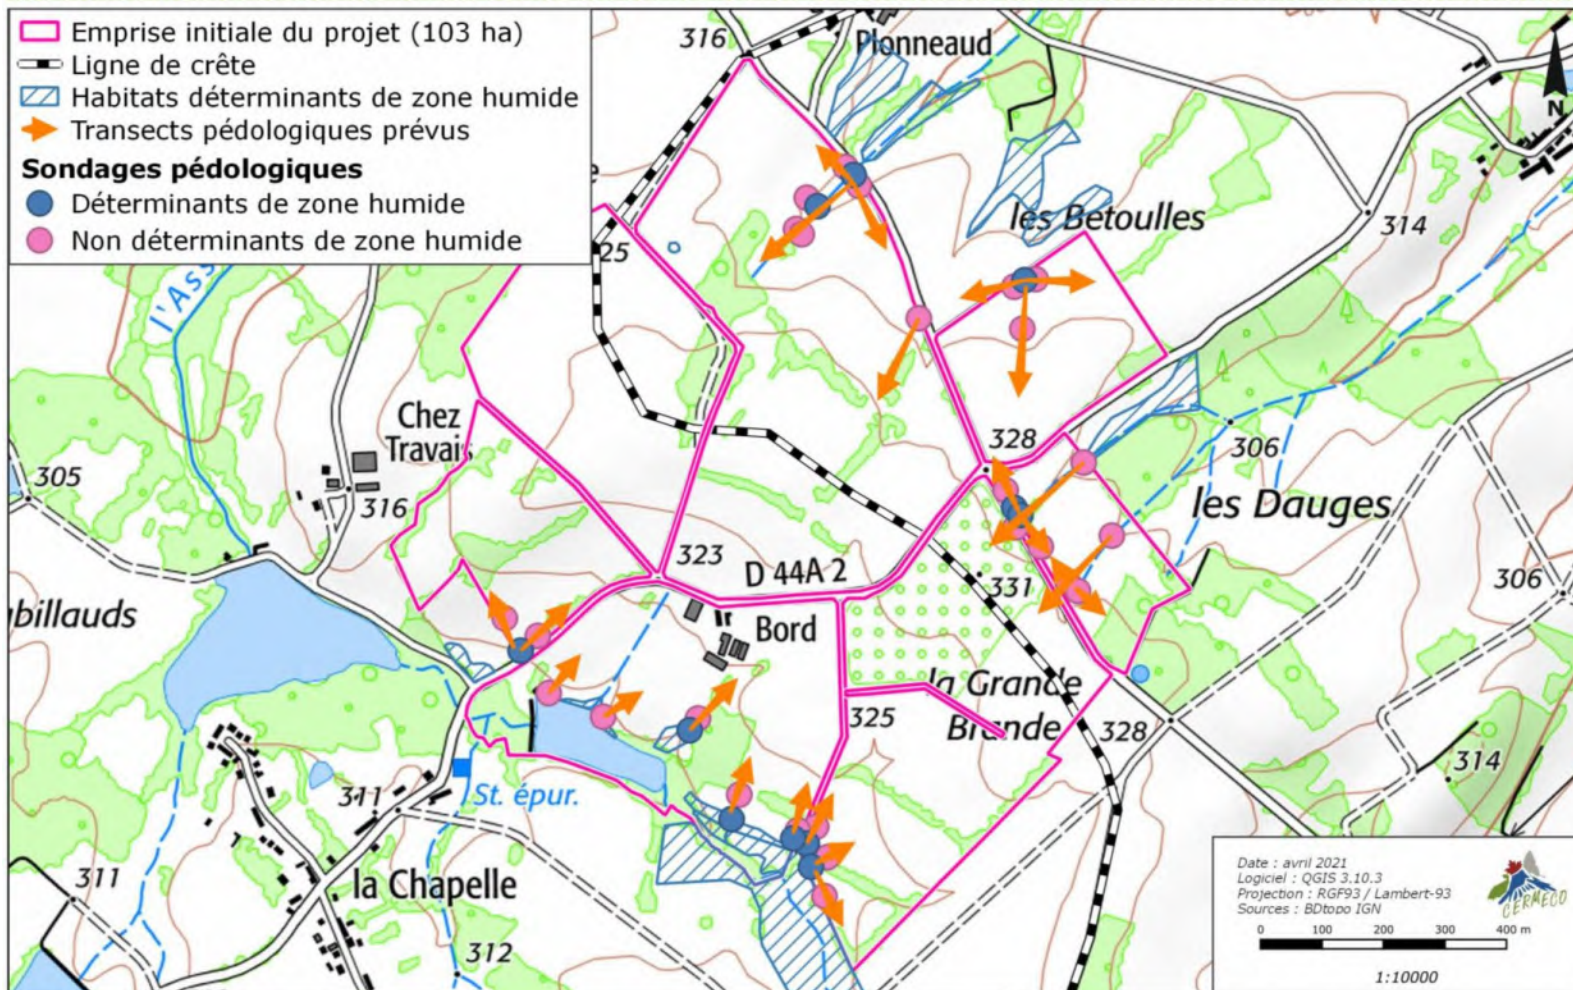 Emprise initiale du projet (103 ha)
Ligne de crête
Habitats déterminants de zone humide
Transects pédologiques prévus
Sondages pédologiques
Déterminants de zone humide
Non déterminants de zone humide
316
Pionneaud
N
les Betoulles
314
25
l'Ass
Chez
Travais
305
316
328
306
les Dauges
323
D 44A 2
331
306
billauds
Bord
la Grande
Brande
325
328
314
St. épur.
311
311
la Chapelle
312
Date : avril 2021
Logiciel : QGIS 3.10.3
Projection : RGF93 / Lambert-93
Sources : BDtopo IGN
CERMECO
0 100 200 300 400 m
1:10000